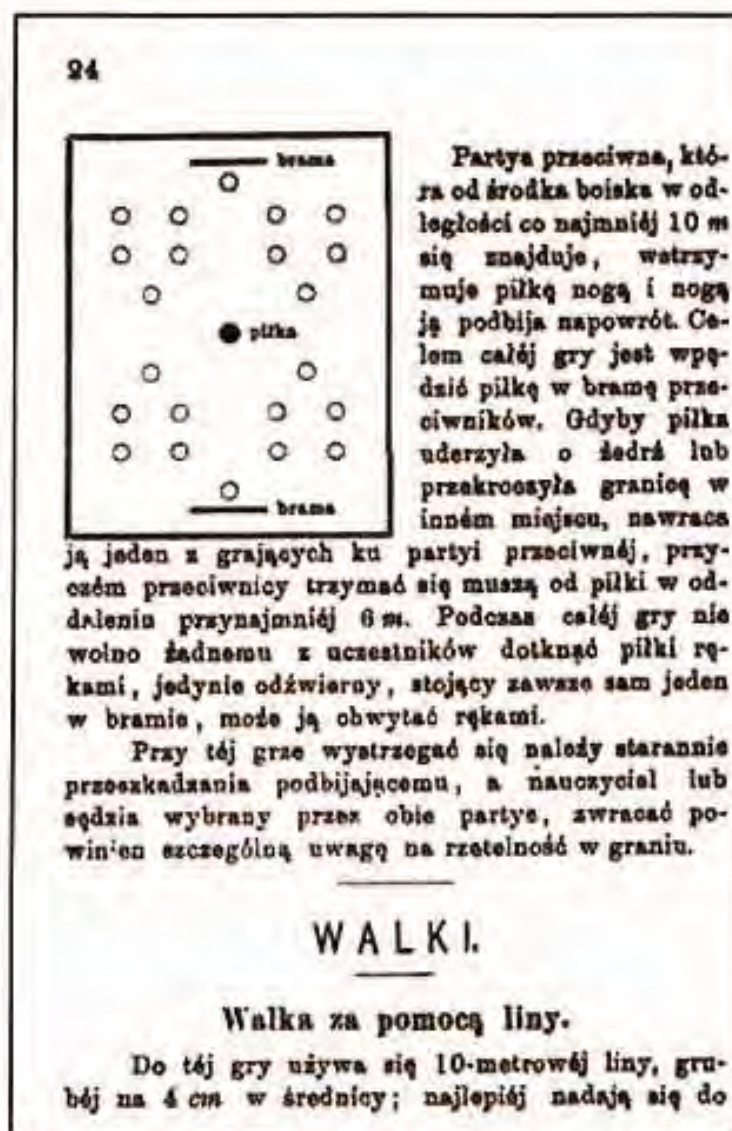 24
brama
piłka
brama
Partya przeciwna, któ-
ra od środka boiska w od-
ległości co najmniéj 10 m
się znajduje, wstrzy-
muje piłkę nogą i nogą
ją podbija napowrót. Ce-
lem całéj gry jest wpę-
dzić piłkę w bramę prze-
ciwników. Gdyby piłka
uderzyła o żedrź lub
przekroczyła granicę w
inném miejscu, nawraca
ją jeden z grających ku partyi przeciwnéj, przy-
czém przeciwnicy trzymać się muszą od piłki w od-
daleniu przynajmniéj 6 m. Podczas całéj gry nie
wolno żadnemu z uczestników dotknąć piłki rę-
kami, jedynie odźwierny, stojący zawsze sam jeden
w bramie, może ją chwytać rękami.
Przy téj grze wystrzegać się należy starannie
przeszkadzania podbijającemu, a nauczyciel lub
sędzia wybrany przez obie partye, zwracać po-
winien szczególną uwagę na rzetelność w graniu.
WALKI.
Walka za pomocą liny.
Do téj gry używa się 10-metrowéj liny, gru-
béj na 4 cm w średnicy; najlepiéj nadają się do